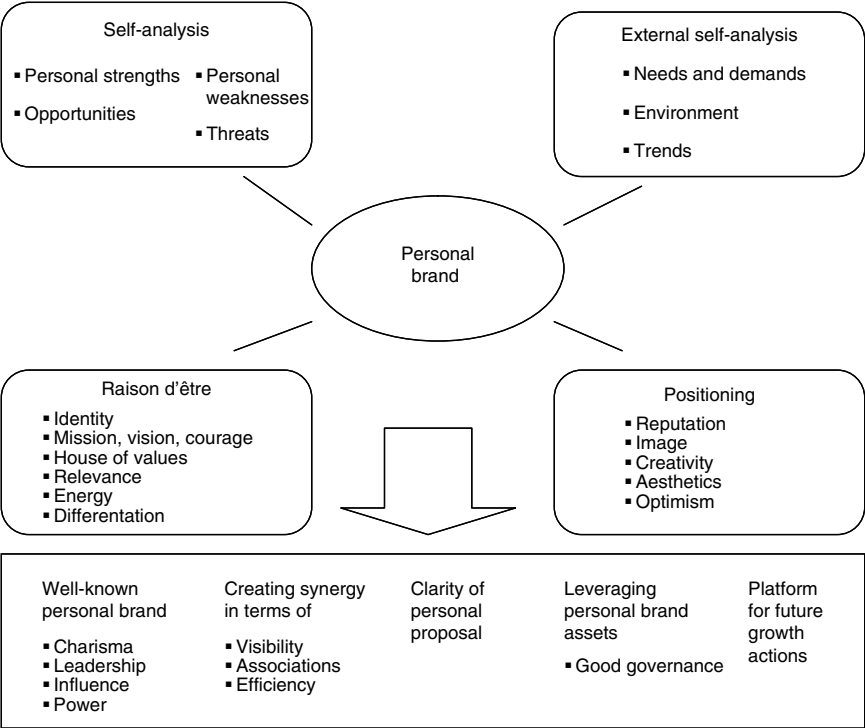 Self-analysis
▪ Personal strengths
▪ Opportunities
▪ Personal
weaknesses
▪ Threats
External self-analysis
▪ Needs and demands
▪ Environment
▪ Trends
Personal
brand
Raison d'être
▪ Identity
▪ Mission, vision, courage
▪ House of values
▪ Relevance
▪ Energy
▪ Differentation
Positioning
▪ Reputation
▪ Image
▪ Creativity
▪ Aesthetics
▪ Optimism
Well-known
personal brand
▪ Charisma
▪ Leadership
▪ Influence
▪ Power
Creating synergy
in terms of
▪ Visibility
▪ Associations
▪ Efficiency
Clarity of
personal
proposal
Leveraging
personal brand
assets
▪ Good governance
Platform
for future
growth
actions